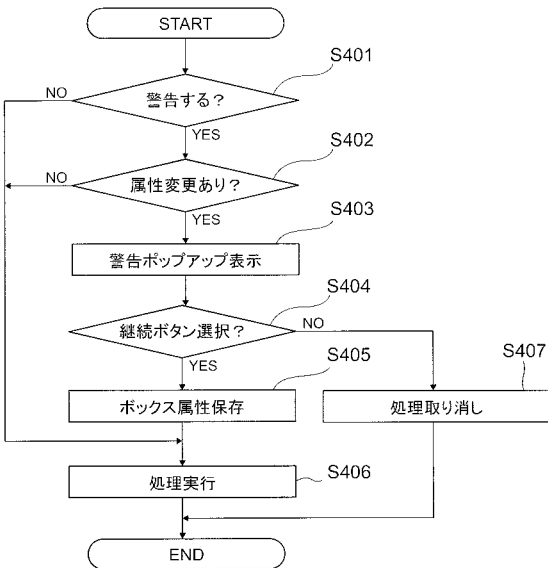 START
S401
警告する？
NO
YES
S402
属性変更あり？
NO
YES
S403
警告ポップアップ表示
S404
継続ボタン選択？
NO
YES
S405
ボックス属性保存
S407
処理取り消し
S406
処理実行
END